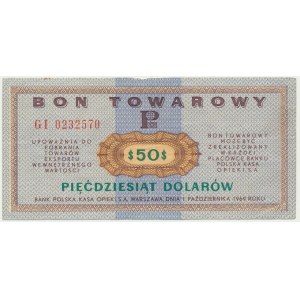 BON TOWAROWY
GI 0232570
UPOWAŻNIA DO
POBRANIA
TOWARÓW
EKSPORTU
WEWNĘTRZNEGO
WARTOŚCI
$50$
BON TOWAROWY
MOŻE BYĆ
ZREALIZOWANY
W KAŻDEJ
PLACÓWCE BANKU
POLSKA KASA
OPIEKI S.A.
PIĘĆDZIESIĄT DOLARÓW
BANK POLSKA KASA OPIEKI S.A. WARSZAWA, DNIA 1 PAŹDZIERNIKA 1969 ROKU